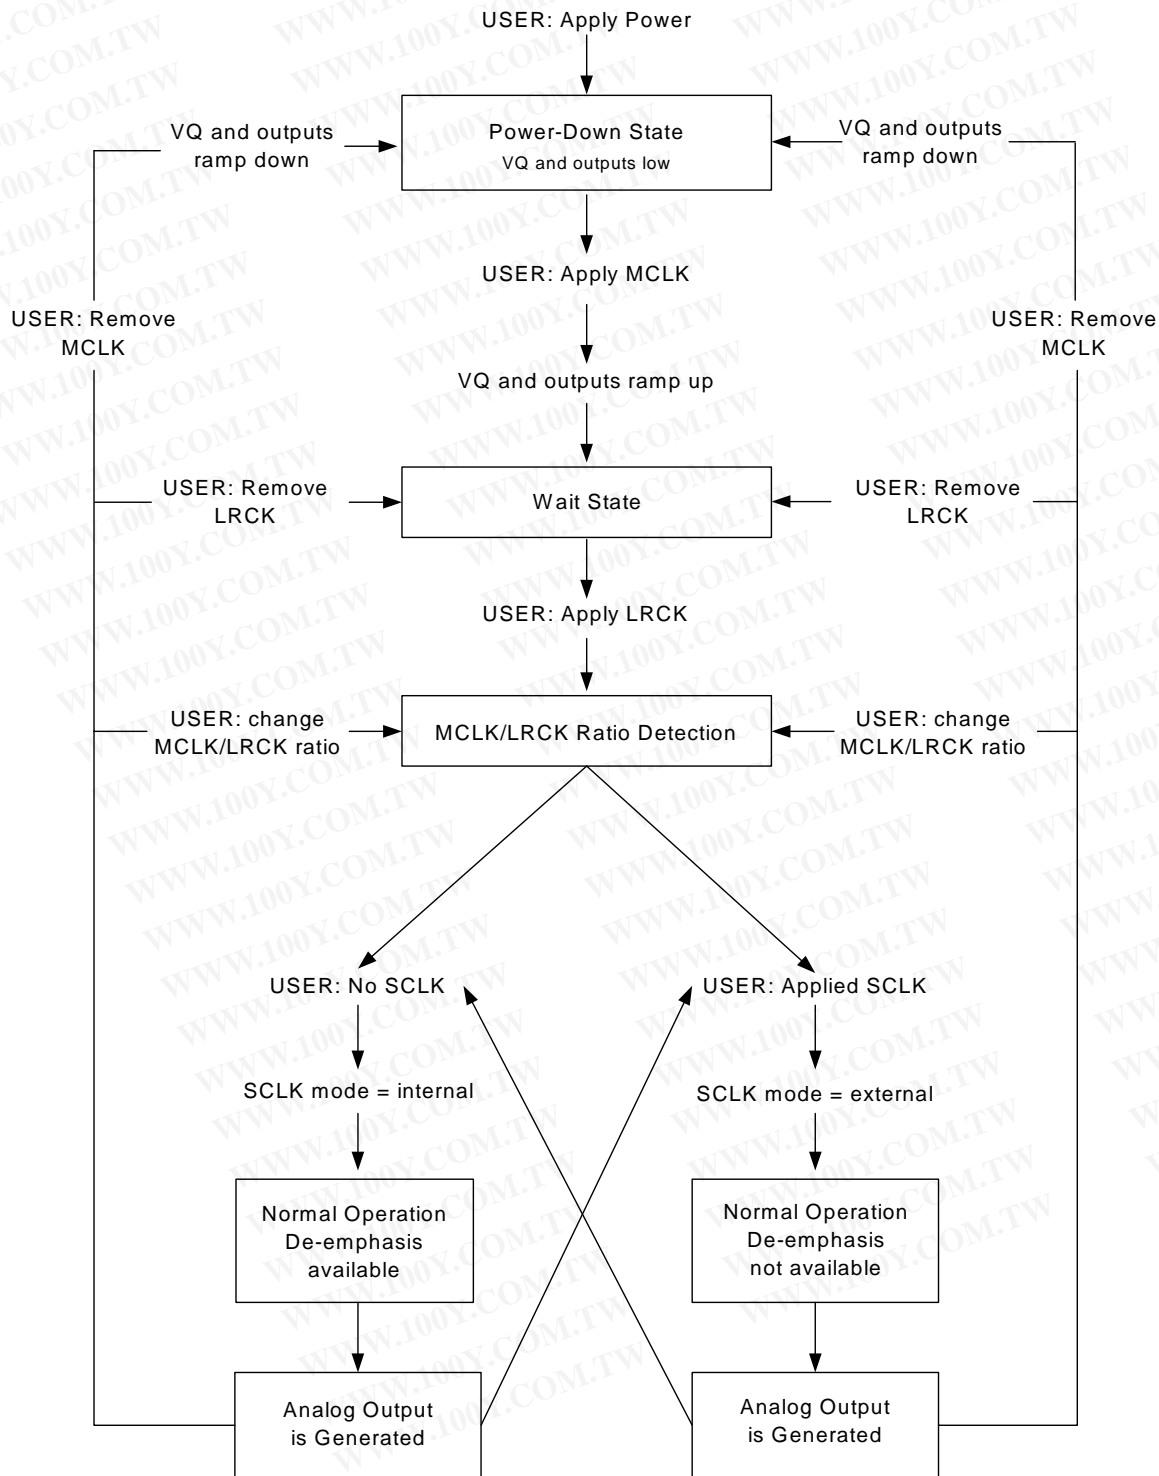 USER: Apply Power
VQ and outputs
ramp down
Power-Down State
VQ and outputs low
VQ and outputs
ramp down
USER: Apply MCLK
USER: Remove
MCLK
USER: Remove
MCLK
VQ and outputs ramp up
USER: Remove
LRCK
Wait State
USER: Remove
LRCK
USER: Apply LRCK
USER: change
MCLK/LRCK ratio
MCLK/LRCK Ratio Detection
USER: change
MCLK/LRCK ratio
USER: No SCLK
USER: Applied SCLK
SCLK mode = internal
SCLK mode = external
Normal Operation
De-emphasis
available
Normal Operation
De-emphasis
not available
Analog Output
is Generated
Analog Output
is Generated
WWW.100Y.COM.TW